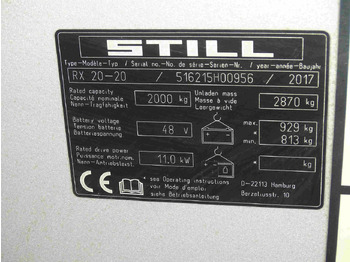 STILL
Type-Modèle-Typ / Serial no.-No. de série-Serien-Nr. / year-année-Baujahr
RX 20-20 / 516215H00956 / 2017
Rated capacity
Capacité nominale
Nenn-Tragfähigkeit
2000 kg
Unladen mass
Masse à vide
Leergewicht
2870 kg
Battery voltage
Tension batterie
Batteriespannung
48 V
* max. 929 kg
* min. 813 kg
Rated drive power
Puissance mot.nom.
Nenn-Antriebsleist.
11.0 kW
* kg
CE
* see Operating instructions
voir Mode d'emploi
siehe Betriebsanleitung
D-22113 Hamburg
Berzeliusstr. 10